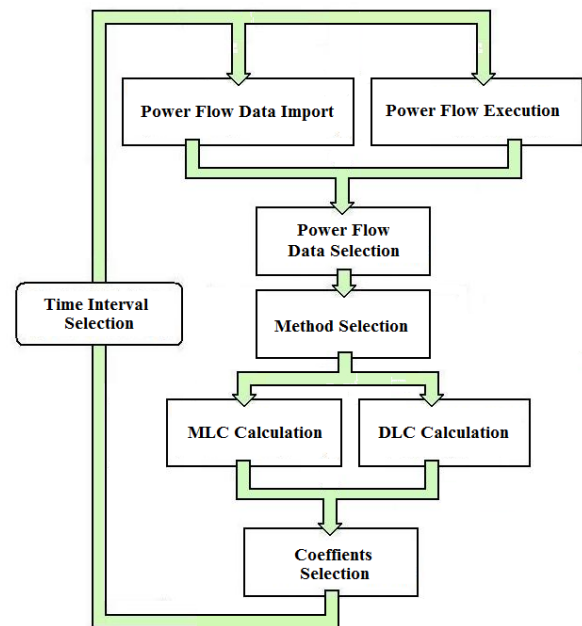 Power Flow Data Import
Power Flow Execution
Power Flow
Data Selection
Time Interval
Selection
Method Selection
MLC Calculation
DLC Calculation
Coeffients
Selection